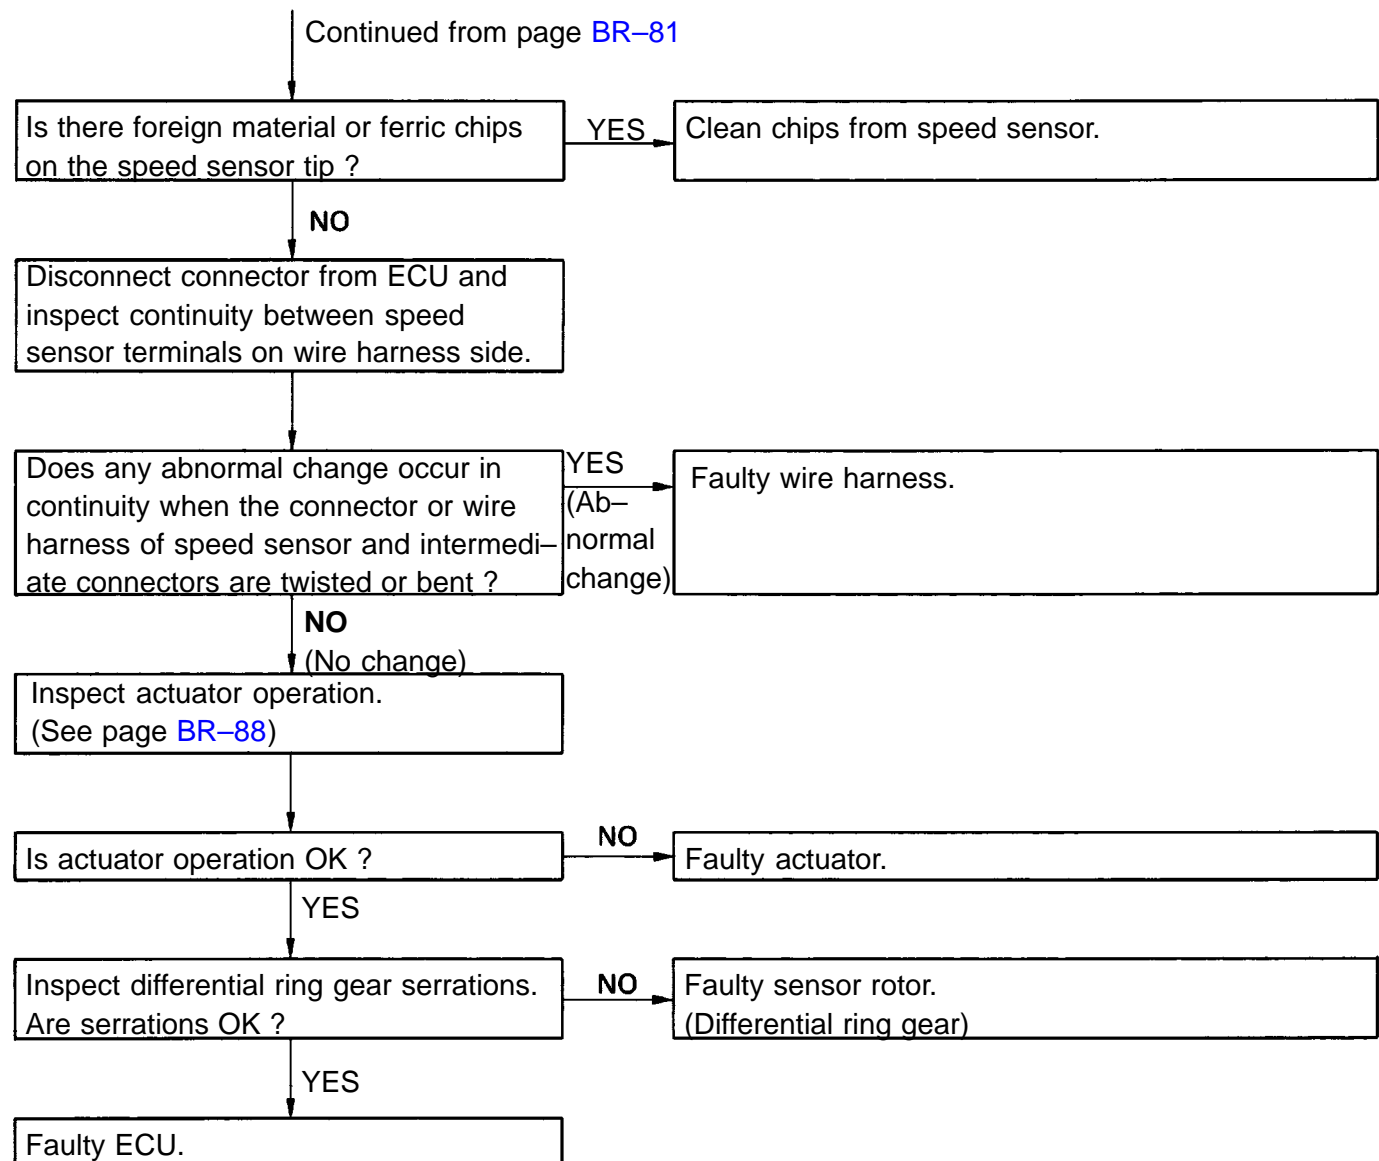 Continued from page BR–81
Is there foreign material or ferric chips
on the speed sensor tip ?
YES
Clean chips from speed sensor.
NO
Disconnect connector from ECU and
inspect continuity between speed
sensor terminals on wire harness side.
Does any abnormal change occur in
continuity when the connector or wire
harness of speed sensor and intermedi–
ate connectors are twisted or bent ?
YES
(Ab–
normal
change)
Faulty wire harness.
NO
(No change)
Inspect actuator operation.
(See page BR–88)
Is actuator operation OK ?
NO
Faulty actuator.
YES
Inspect differential ring gear serrations.
Are serrations OK ?
NO
Faulty sensor rotor.
(Differential ring gear)
YES
Faulty ECU.